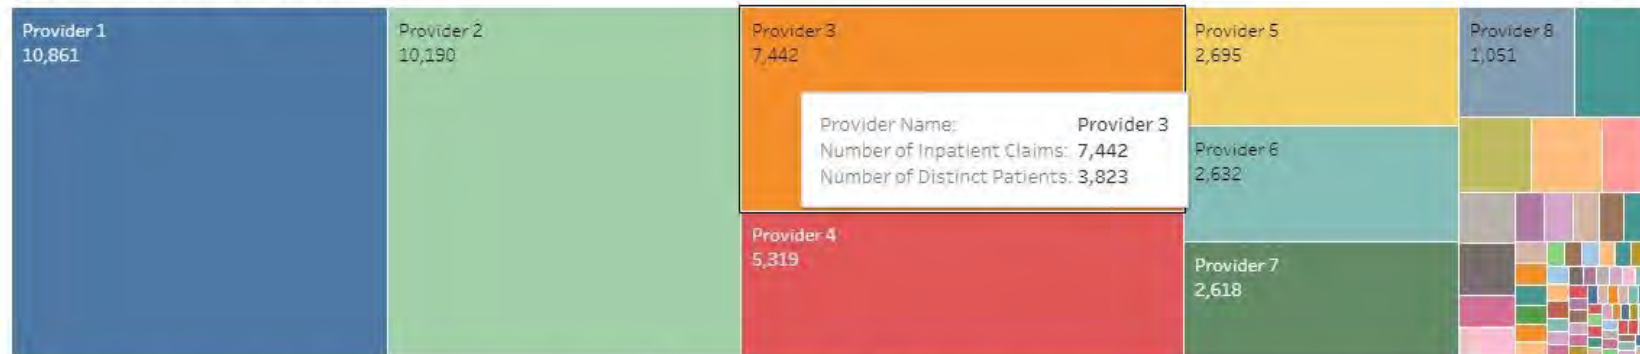 Provider 1
10,861
Provider 2
10,190
Provider 3
7,442
Provider Name: Provider 3
Number of Inpatient Claims: 7,442
Number of Distinct Patients: 3,823
Provider 4
5,319
Provider 5
2,695
Provider 6
2,632
Provider 7
2,618
Provider 8
1,051